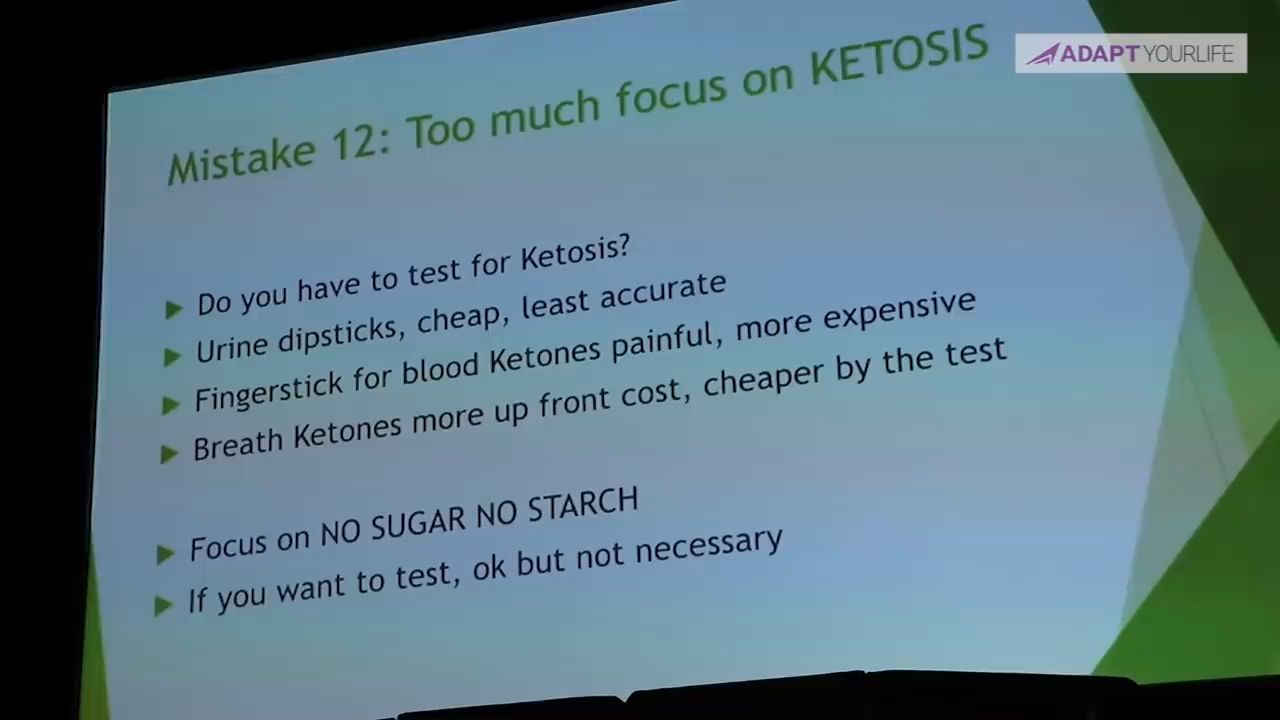 ADAPT YOURLIFE
Mistake 12: Too much focus on KETOSIS
Do you have to test for Ketosis?
Urine dipsticks, cheap, least accurate
Fingerstick for blood Ketones painful, more expensive
Breath Ketones more up front cost, cheaper by the test
Focus on NO SUGAR NO STARCH
If you want to test, ok but not necessary